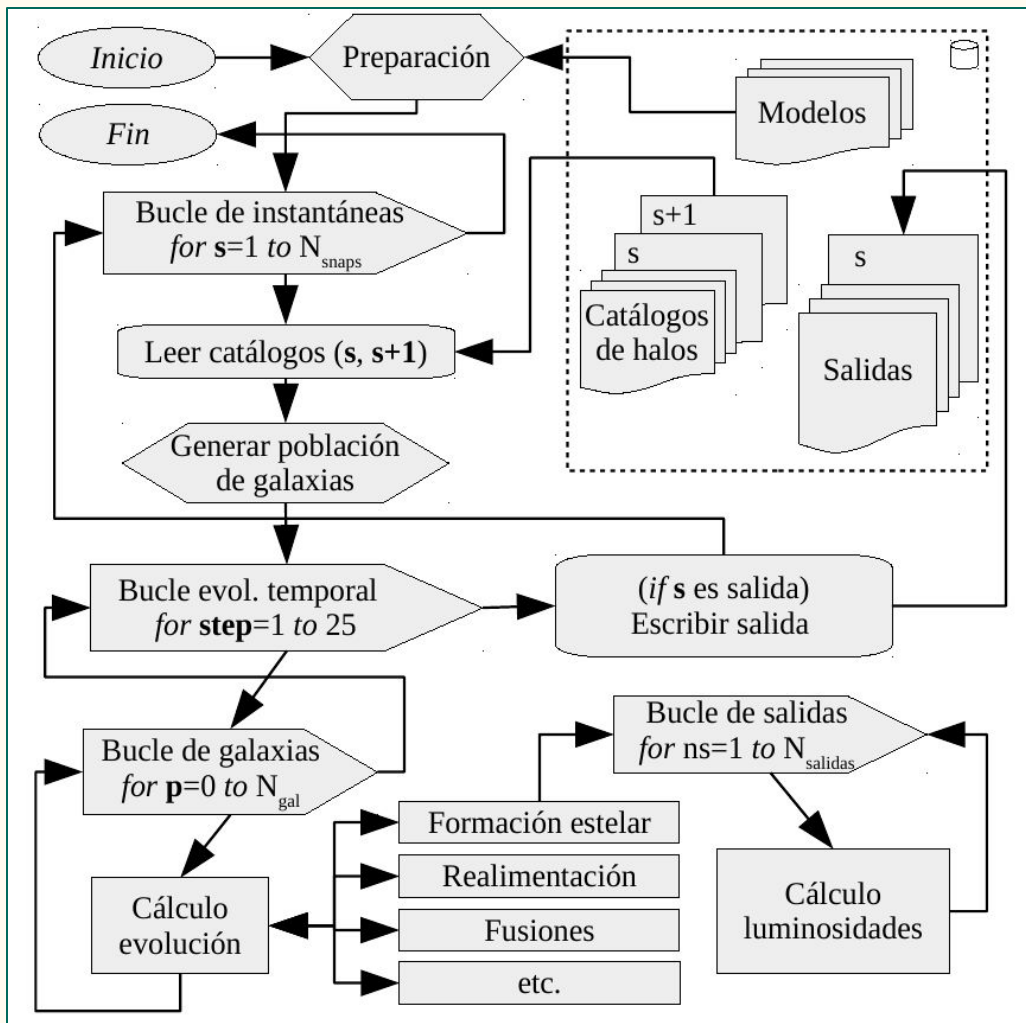 Inicio
Preparación
Modelos
Fin
Bucle de instantáneas
for s=1 to N_snaps
s+1
s
Catálogos
de halos
s
Salidas
Leer catálogos (s, s+1)
Generar población
de galaxias
Bucle evol. temporal
for step=1 to 25
(if s es salida)
Escribir salida
Bucle de galaxias
for p=0 to N_gal
Bucle de salidas
for ns=1 to N_salidas
Formación estelar
Realimentación
Fusiones
etc.
Cálculo
evolución
Cálculo
luminosidades